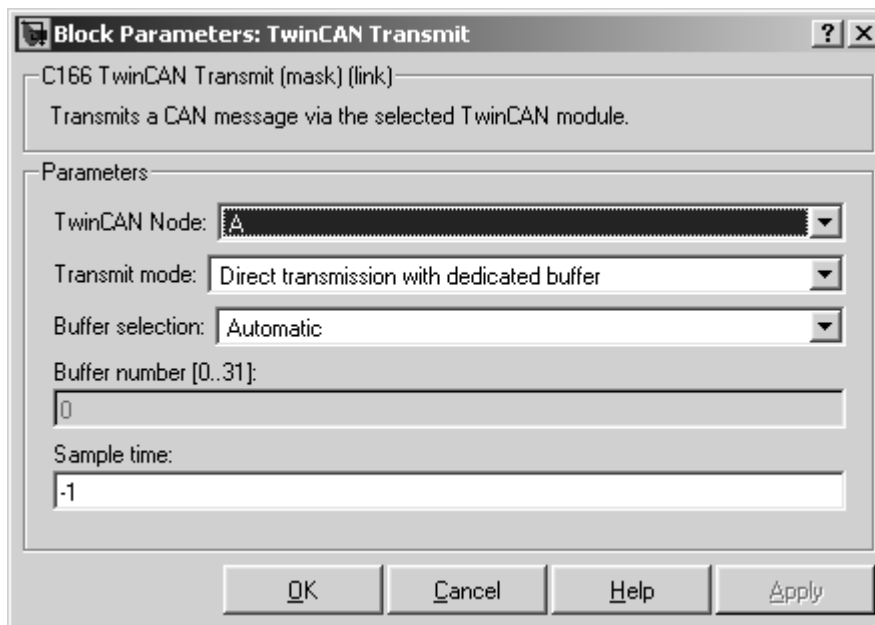 Block Parameters: TwinCAN Transmit
C166 TwinCAN Transmit (mask) (link)
Transmits a CAN message via the selected TwinCAN module.
Parameters
TwinCAN Node: A
Transmit mode: Direct transmission with dedicated buffer
Buffer selection: Automatic
Buffer number [0..31]:
0
Sample time:
-1
OK Cancel Help Apply